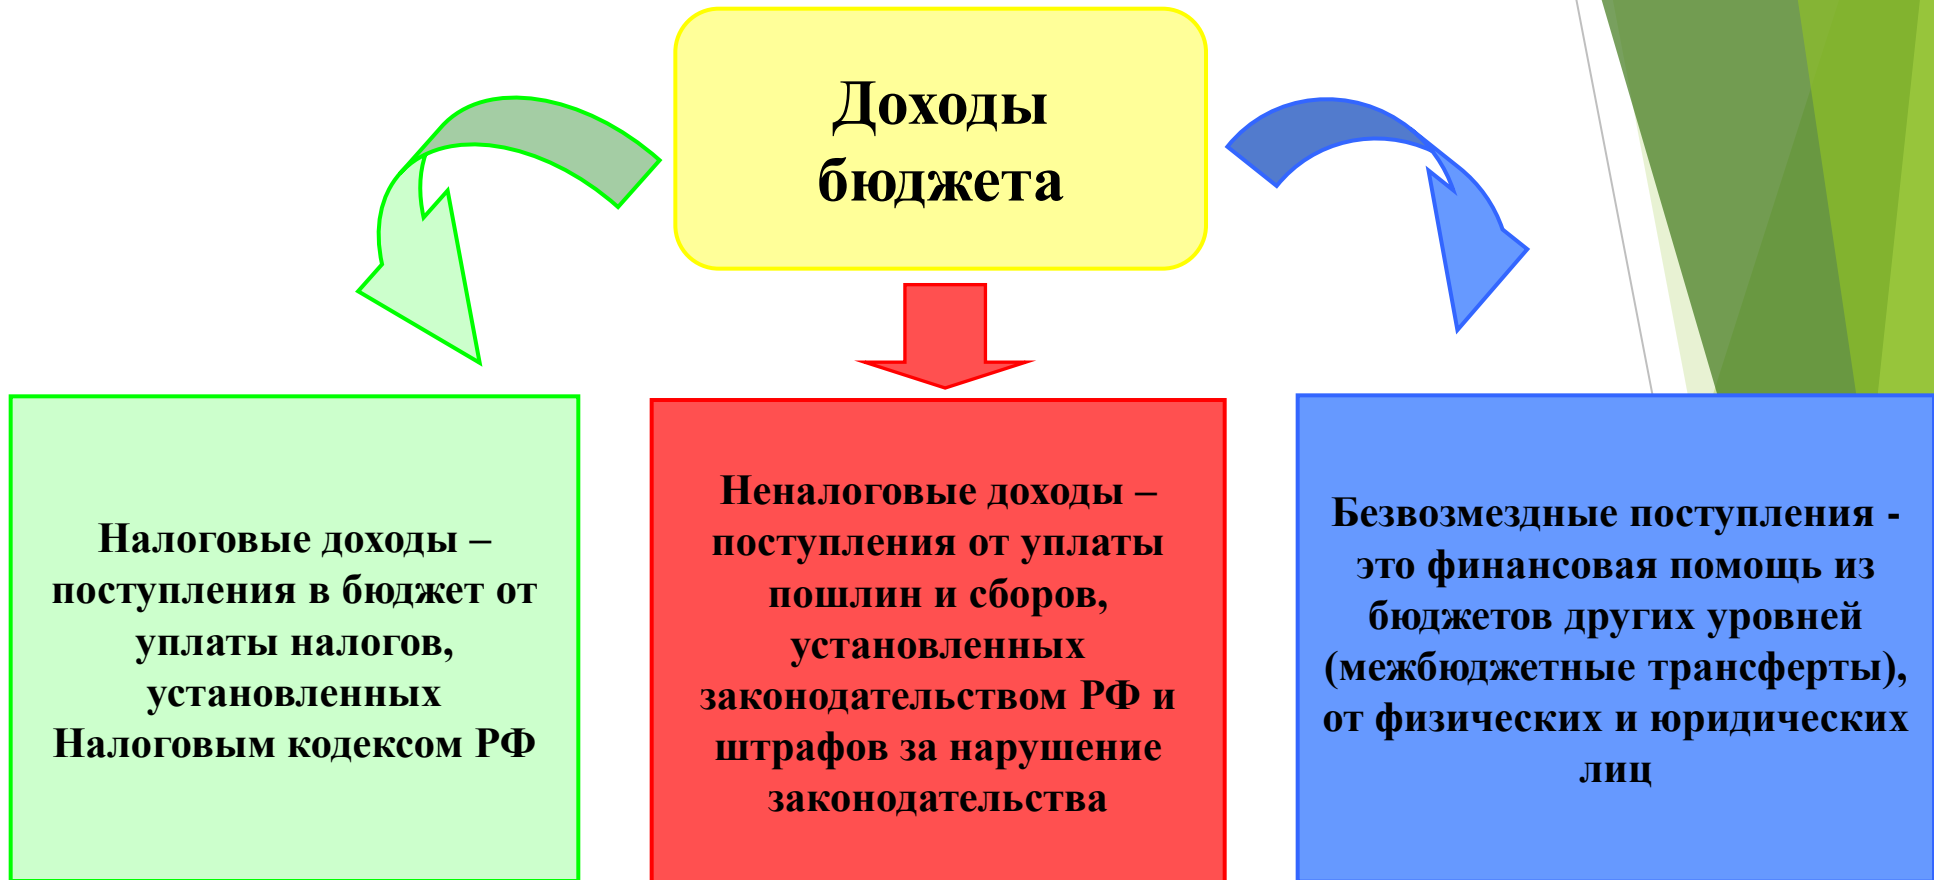 Доходы
бюджета
Налоговые доходы –
поступления в бюджет от
уплаты налогов,
установленных
Налоговым кодексом РФ
Неналоговые доходы –
поступления от уплаты
пошлин и сборов,
установленных
законодательством РФ и
штрафов за нарушение
законодательства
Безвозмездные поступления -
это финансовая помощь из
бюджетов других уровней
(межбюджетные трансферты),
от физических и юридических
лиц